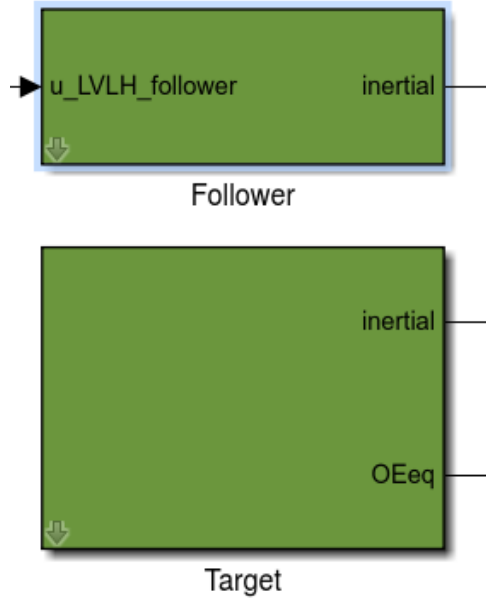 u_LVLH_follower inertial
Follower
inertial
OEeq
Target